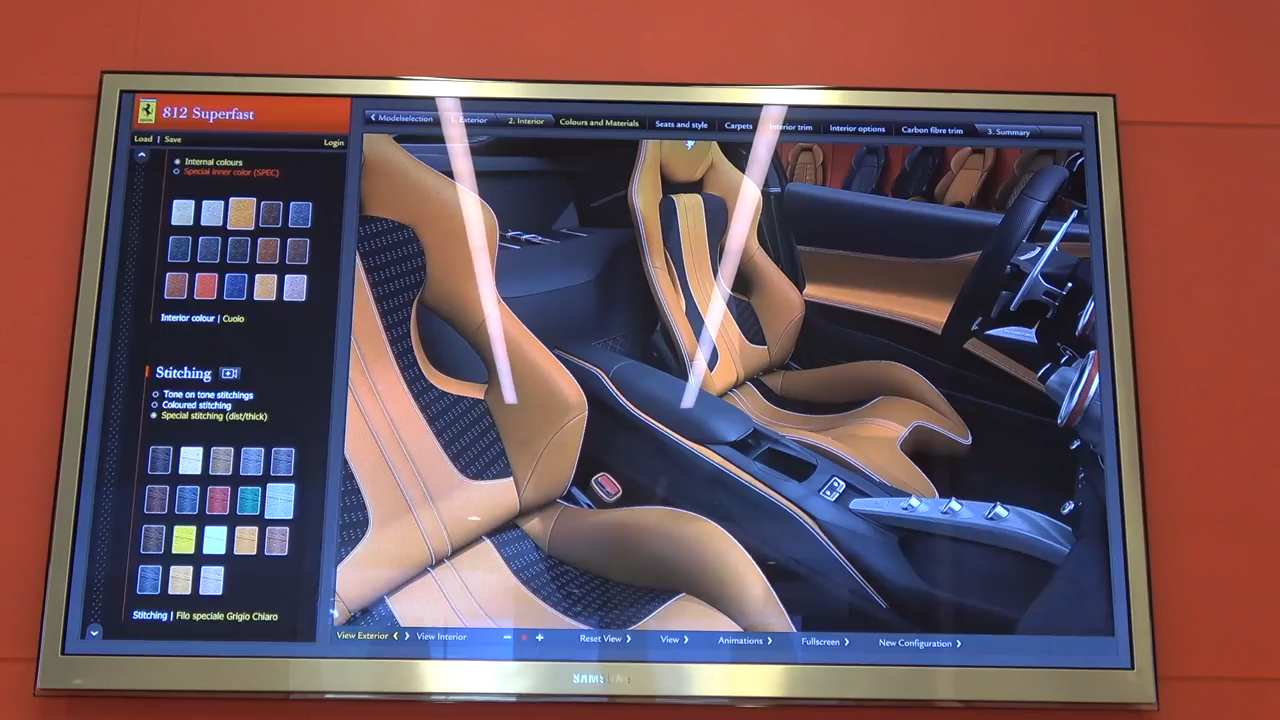 812 Superfast
Load | Save
Login
Modelselection
1. Exterior
2. Interior
Colours and Materials
Seats and style
Carpets
Interior trim
Interior options
Carbon fibre trim
3. Summary
Internal colours
Special inner color (SPEC)
Interior colour | Cuoio
Stitching
Tone on tone stitchings
Coloured stitching
Special stitching (dist/thick)
Stitching | Filo speciale Grigio Chiaro
View Exterior
View Interior
Reset View
View
Animations
Fullscreen
New Configuration
SAMSUNG